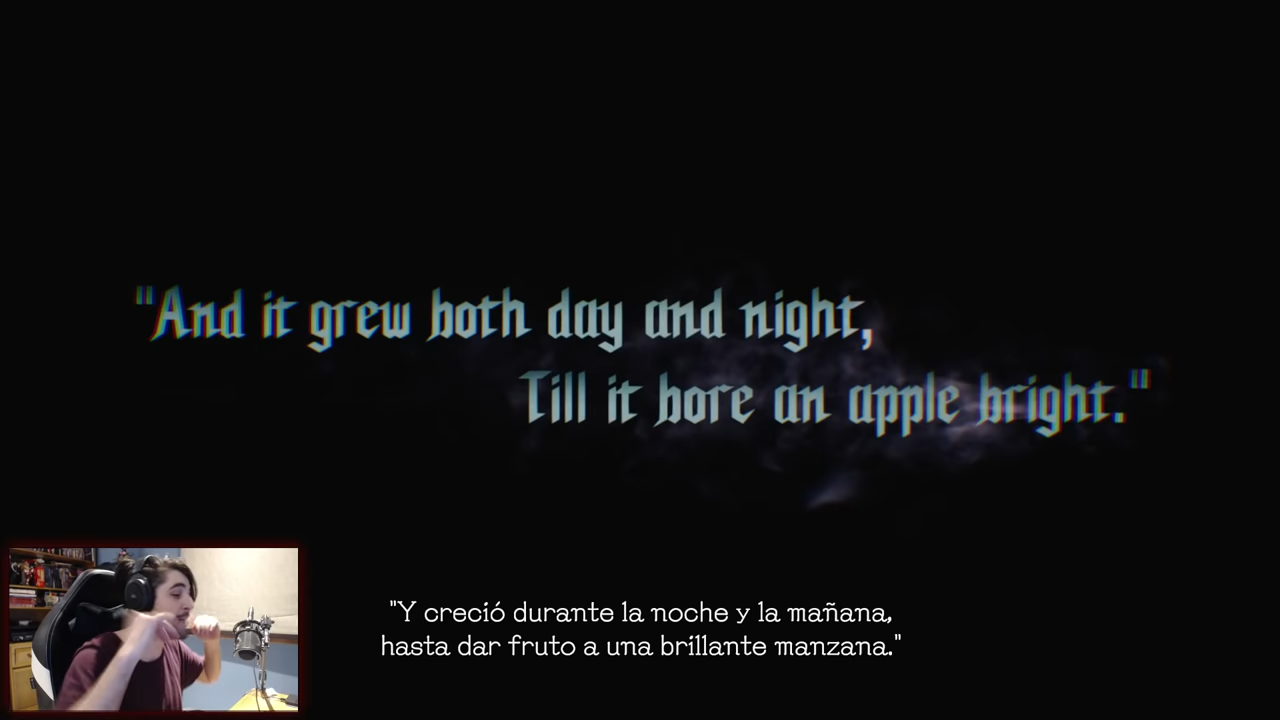 "And it grew both day and night,
Till it bore an apple bright."
"Y creció durante la noche y la mañana,
hasta dar fruto a una brillante manzana."